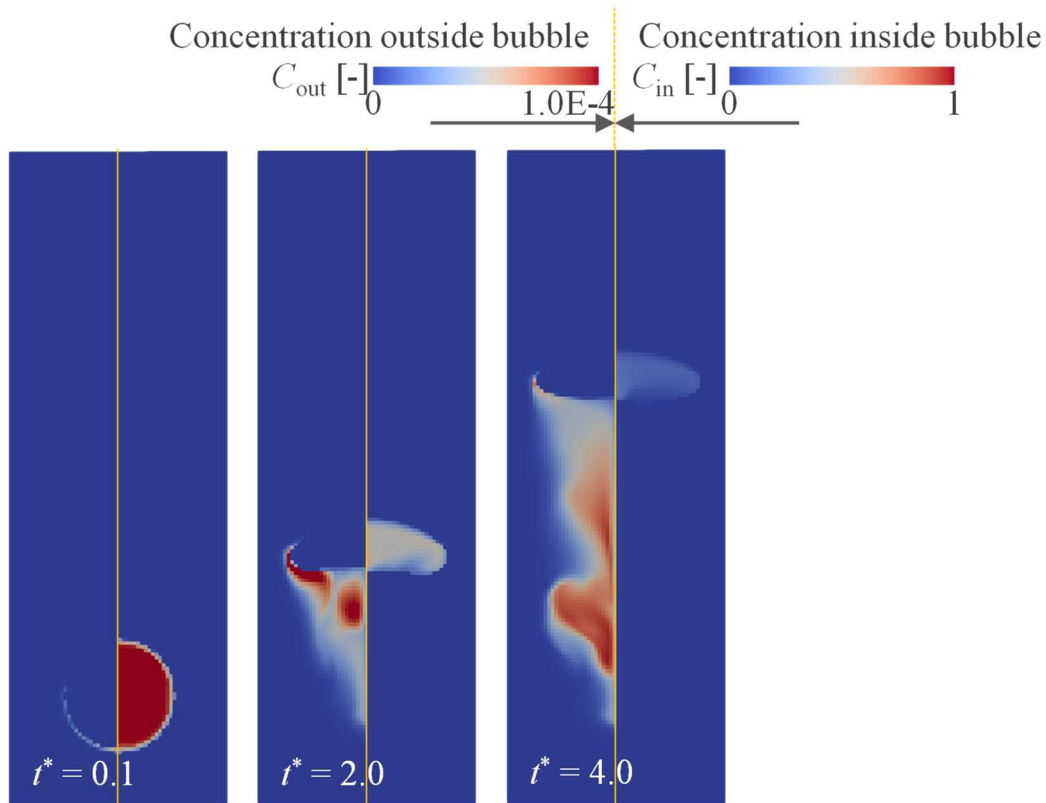 Concentration outside bubble Concentration inside bubble
C_out [-] C_in [-]
0 1.0E-4 0 1
t* = 0.1 t* = 2.0 t* = 4.0